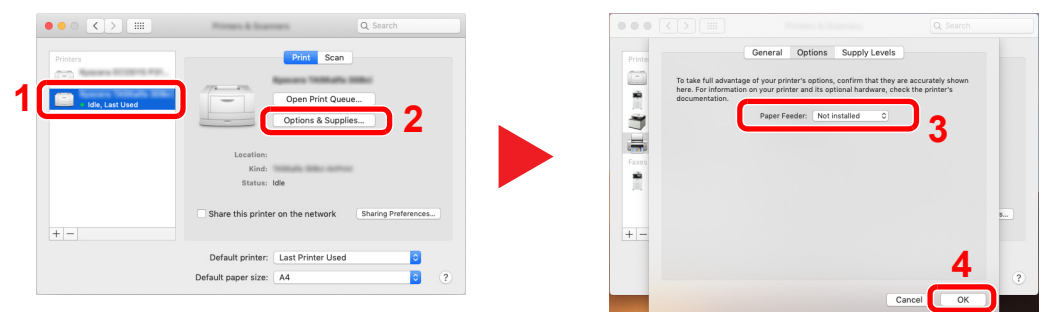 Search
Printers
Print Scan
1
Idle, Last Used
Open Print Queue...
Options & Supplies...
2
Location:
Kind:
Status: Idle
Share this printer on the network
Sharing Preferences...
+ −
Default printer: Last Printer Used
Default paper size: A4
?
Search
General Options Supply Levels
To take full advantage of your printer's options, confirm that they are accurately shown
here. For information on your printer and its optional hardware, check the printer's
documentation.
Paper Feeder: Not installed
3
Faxes
s...
+ −
4
?
Cancel OK